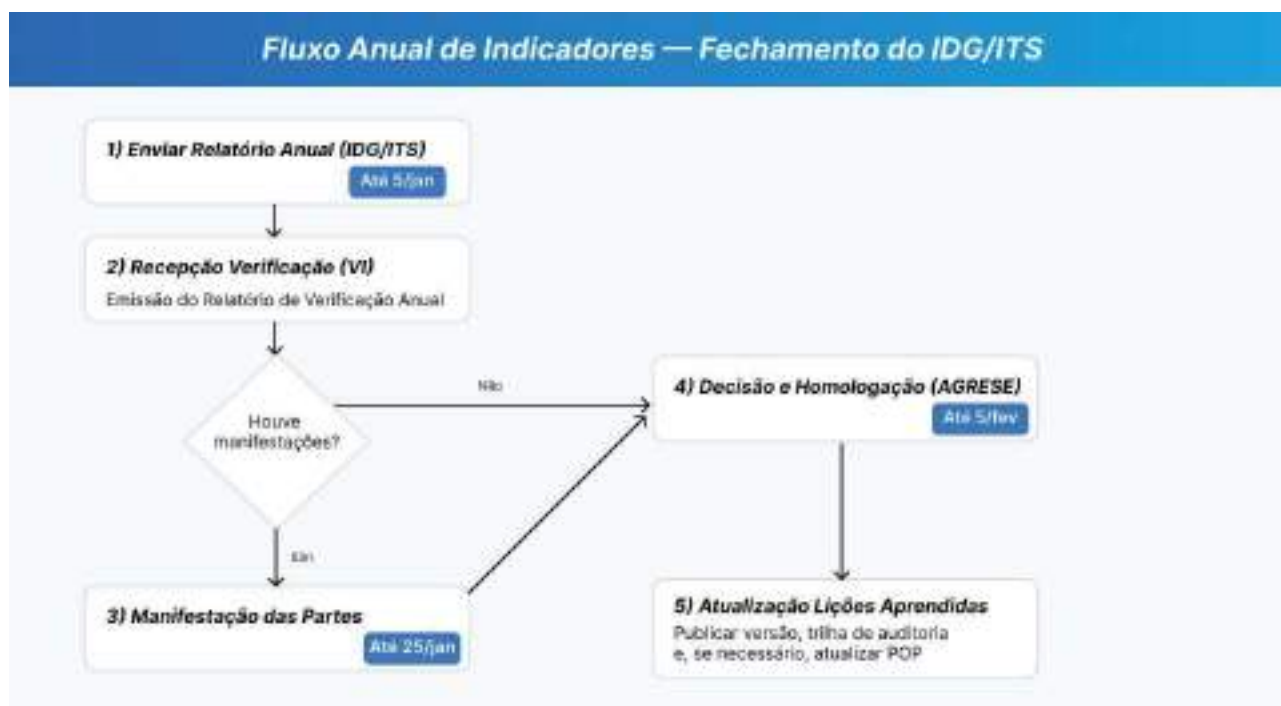 Fluxo Anual de Indicadores — Fechamento do IDG/ITS
1) Enviar Relatório Anual (IDG/ITS)
Até 5/jan
2) Recepção Verificação (VI)
Emissão do Relatório de Verificação Anual
Houve
manifestações?
Não
Sim
3) Manifestação das Partes
Até 25/jan
4) Decisão e Homologação (AGRESE)
Até 5/fev
5) Atualização Lições Aprendidas
Publicar versão, trilha de auditoria
e, se necessário, atualizar POP